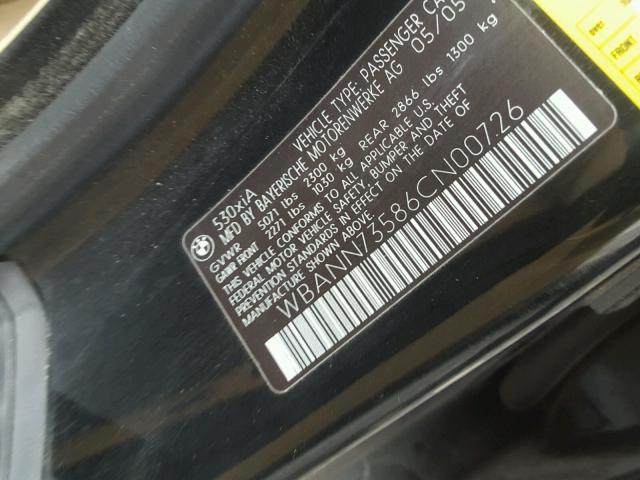 530xiA VEHICLE TYPE: PASSENGER CA
MFD BY BAYERISCHE MOTORENWERKE AG 05/05
GVWR 5071 lbs 2300 kg
GAWR FRONT 2271 lbs 1030 kg REAR 2866 lbs 1300 kg
THIS VEHICLE CONFORMS TO ALL APPLICABLE U.S.
FEDERAL MOTOR VEHICLE SAFETY, BUMPER AND THEFT
PREVENTION STANDARDS IN EFFECT ON THE DATE OF
MANUFACTURE SHOWN ABOVE.
WBANN73586CN00726
FRONT